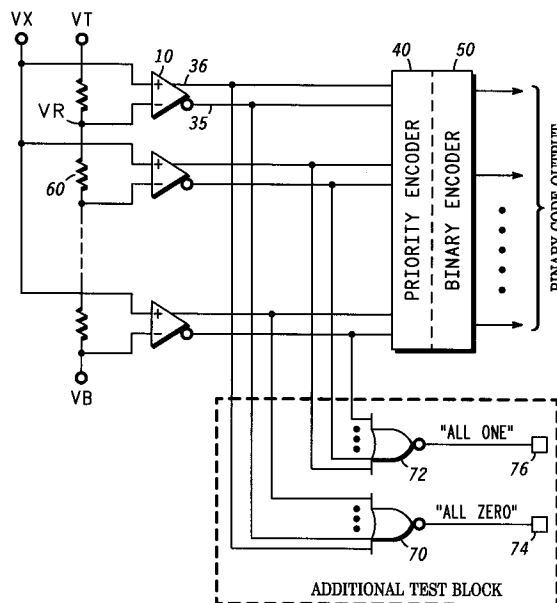 VX VT
10 36 40 50
VR
35
60
PRIORITY ENCODER
BINARY ENCODER
BINARY CODE OUTPUT
VB
"ALL ONE"
72 76
"ALL ZERO"
70 74
ADDITIONAL TEST BLOCK